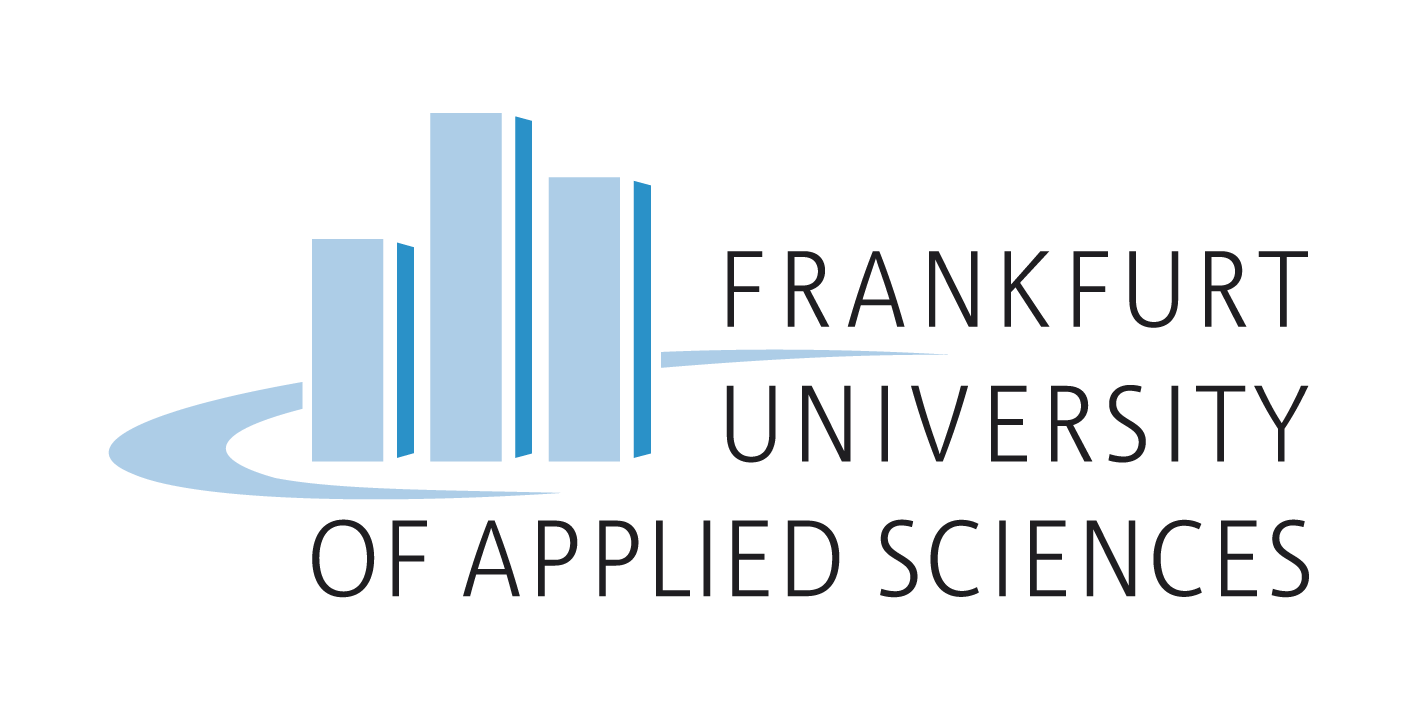 FRANKFURT
UNIVERSITY
OF APPLIED SCIENCES